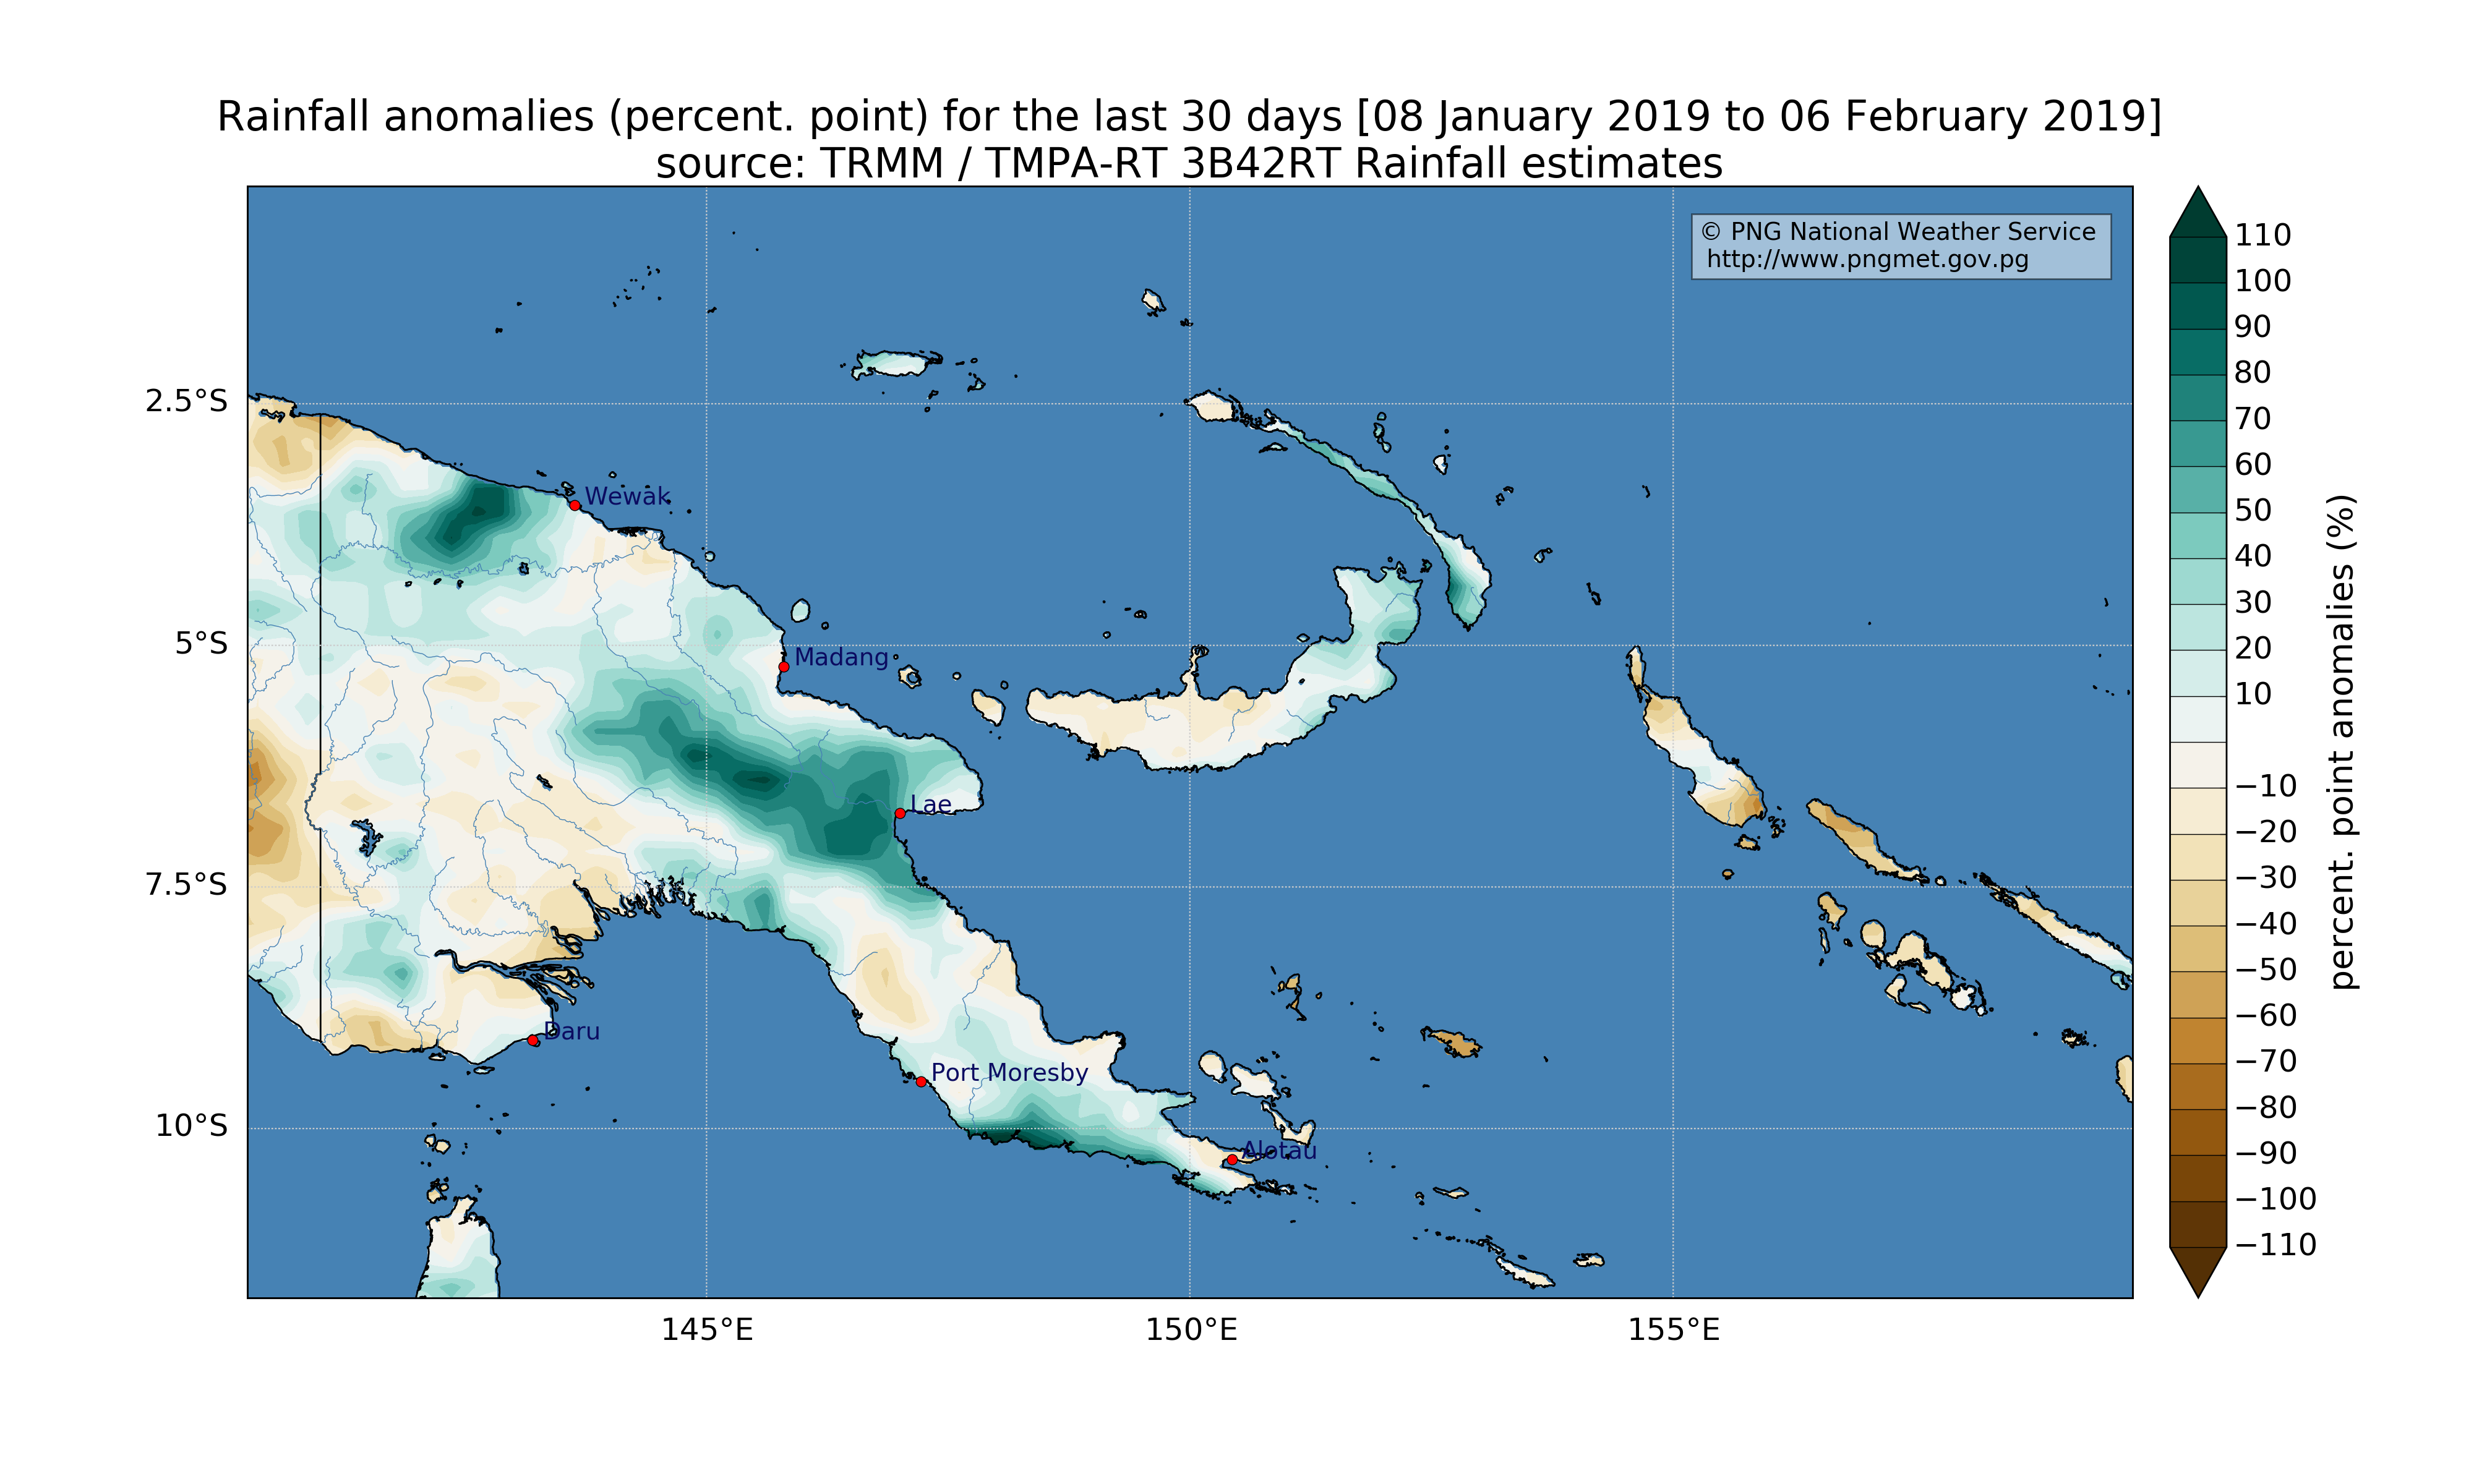 Rainfall anomalies (percent. point) for the last 30 days [08 January 2019 to 06 February 2019]
source: TRMM / TMPA-RT 3B42RT Rainfall estimates
© PNG National Weather Service
http://www.pngmet.gov.pg
2.5°S
5°S
7.5°S
10°S
Wewak
Madang
Lae
Daru
Port Moresby
Alotau
145°E
150°E
155°E
110
100
90
80
70
60
50
40
30
20
10
−10
−20
−30
−40
−50
−60
−70
−80
−90
−100
−110
percent. point anomalies (%)